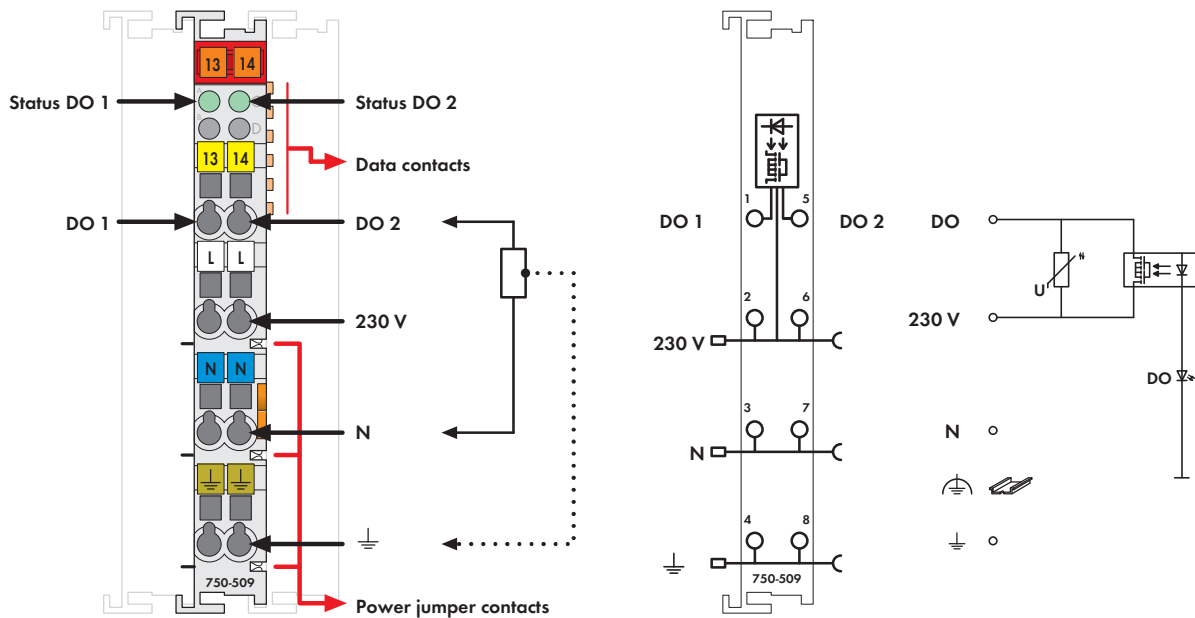 13 14
A C
Status DO 1
Status DO 2
B D
13 14
Data contacts
DO 1
DO 2
L L
230 V
N N
N
750-509
Power jumper contacts
1 5
DO 1
DO 2
2 6
230 V
3 7
N
4 8
750-509
DO
U
230 V
DO
N